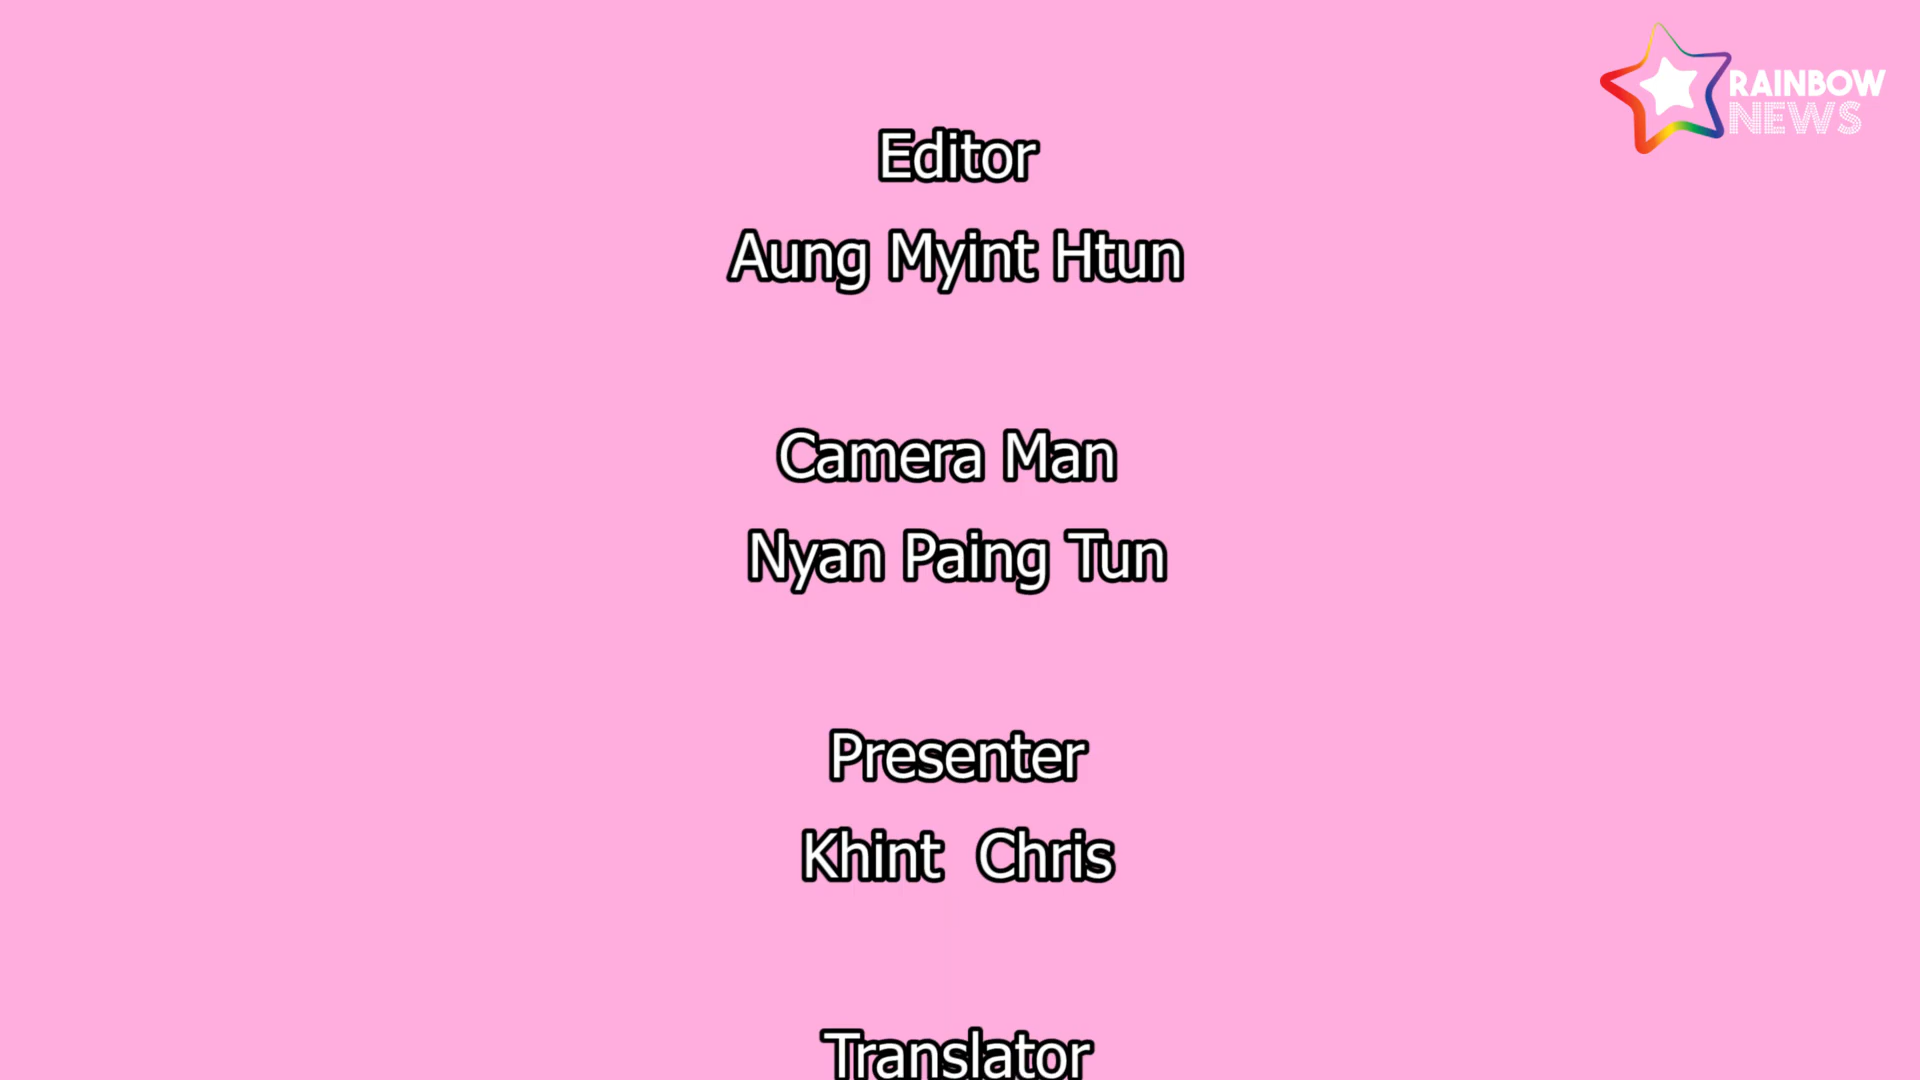 RAINBOW
NEWS
Editor
Aung Myint Htun
Camera Man
Nyan Paing Tun
Presenter
Khint Chris
Translator